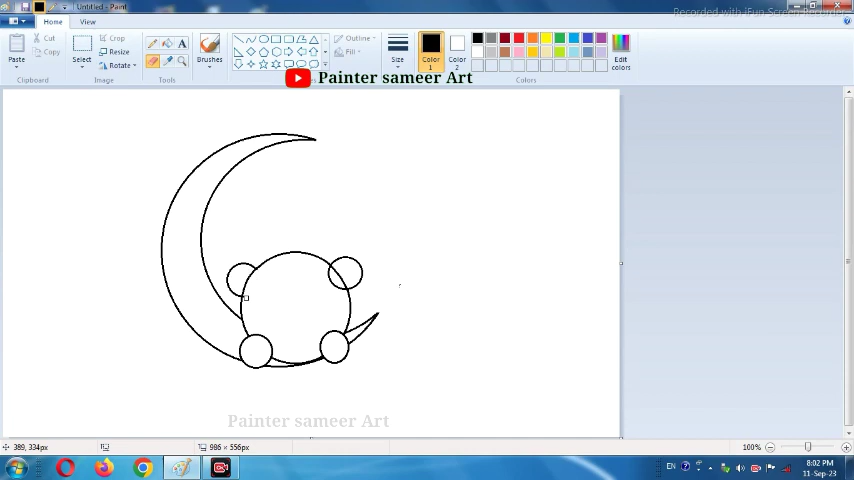 Untitled - Paint
Recorded with iFun Screen Recorder
Home View
Cut
Copy
Paste
Clipboard
Select
Crop
Resize
Rotate
Image
Tools
Brushes
Outline
Fill
Size
Color 1
Color 2
Edit colors
Colors
Painter sameer Art
Painter sameer Art
389, 334px
986 × 556px
100%
EN
8:02 PM
11-Sep-23